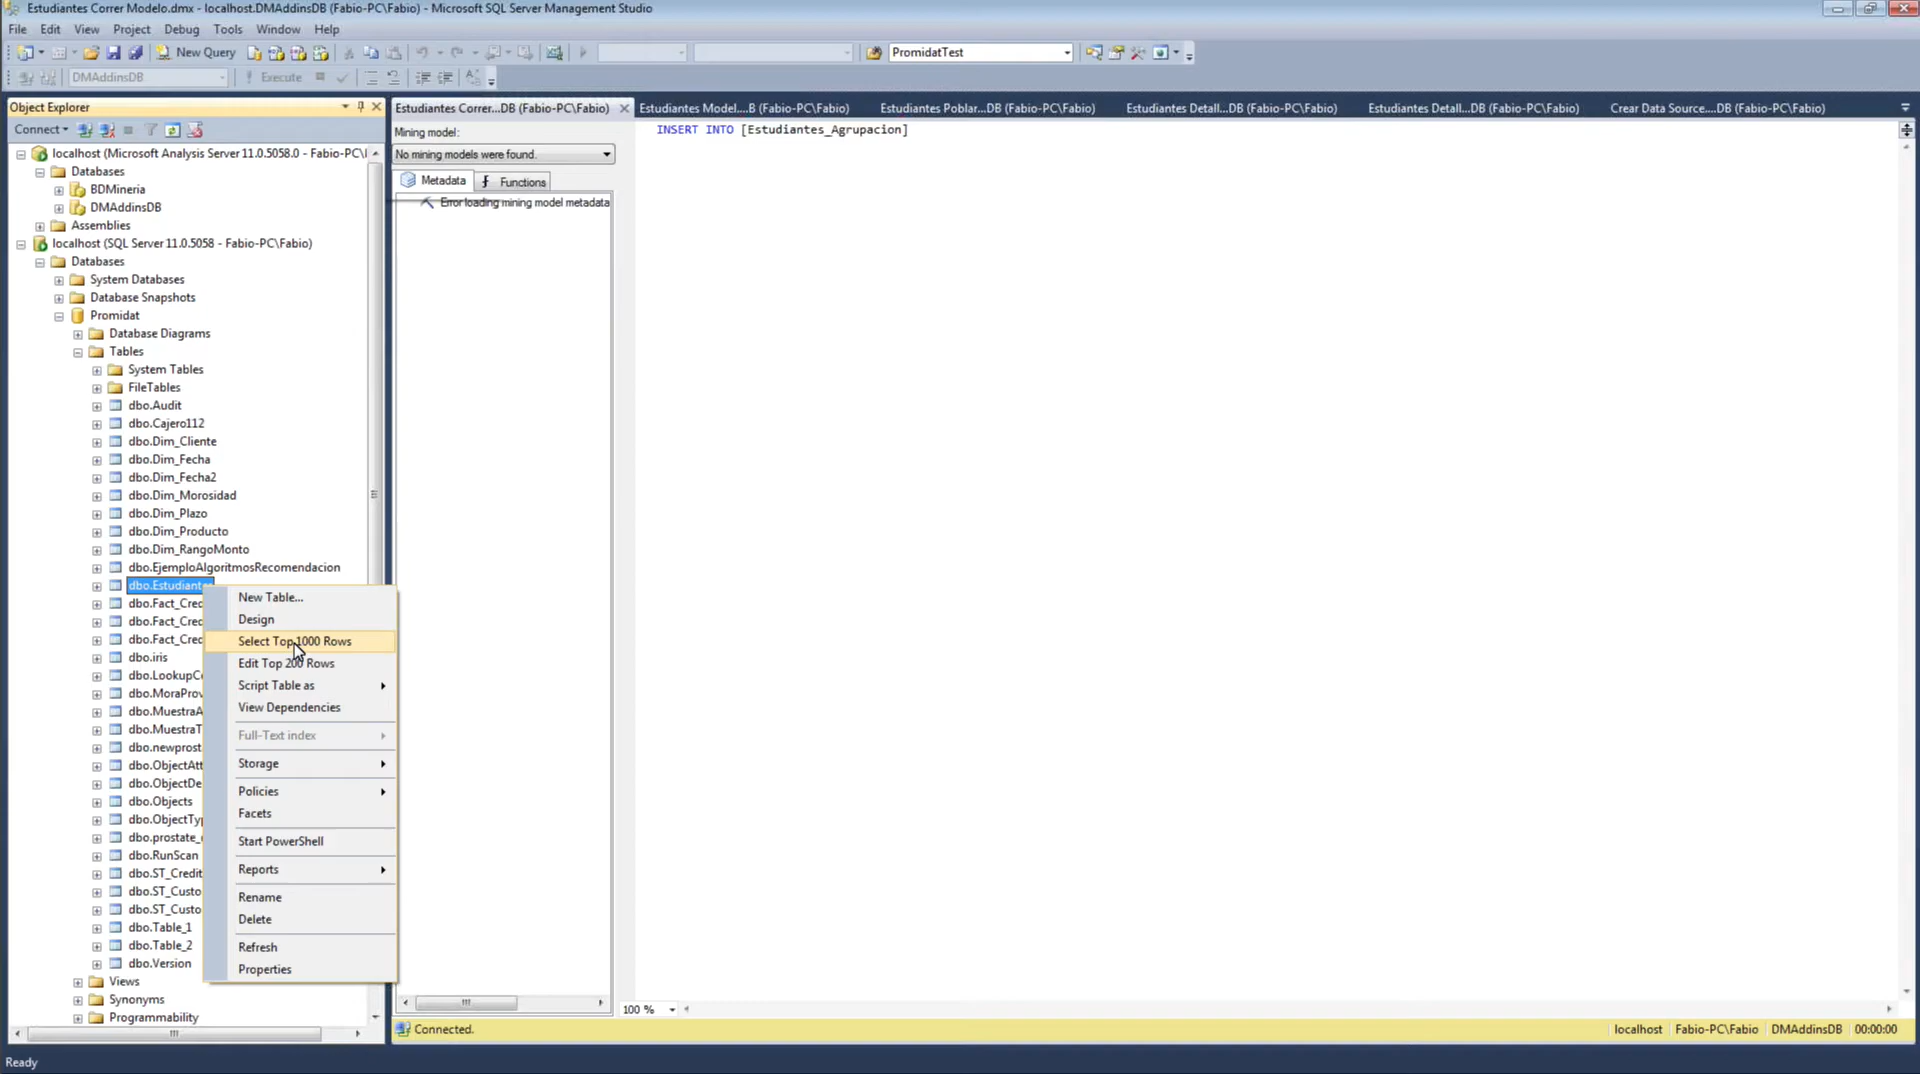 Estudiantes Correr Modelo.dmx - localhost.DMAddinsDB (Fabio-PC\Fabio) - Microsoft SQL Server Management Studio
File Edit View Project Debug Tools Window Help
New Query
PromidatTest
DMAddinsDB
Execute
Object Explorer
Connect
localhost (Microsoft Analysis Server 11.0.5058.0 - Fabio-PC\
Databases
BDMineria
DMAddinsDB
Assemblies
localhost (SQL Server 11.0.5058 - Fabio-PC\Fabio)
Databases
System Databases
Database Snapshots
Promidat
Database Diagrams
Tables
System Tables
FileTables
dbo.Audit
dbo.Cajero112
dbo.Dim_Cliente
dbo.Dim_Fecha
dbo.Dim_Fecha2
dbo.Dim_Morosidad
dbo.Dim_Plazo
dbo.Dim_Producto
dbo.Dim_RangoMonto
dbo.EjemploAlgoritmosRecomendacion
dbo.Estudiantes
dbo.Fact_Cred
dbo.Fact_Cred
dbo.Fact_Cred
dbo.iris
dbo.LookupCo
dbo.MoraProv
dbo.MuestraA
dbo.MuestraT
dbo.newprost
dbo.ObjectAtt
dbo.ObjectDe
dbo.Objects
dbo.ObjectTyp
dbo.prostate_
dbo.RunScan
dbo.ST_Credit
dbo.ST_Custo
dbo.ST_Custo
dbo.Table_1
dbo.Table_2
dbo.Version
Views
Synonyms
Programmability
New Table...
Design
Select Top 1000 Rows
Edit Top 200 Rows
Script Table as
View Dependencies
Full-Text index
Storage
Policies
Facets
Start PowerShell
Reports
Rename
Delete
Refresh
Properties
Estudiantes Correr...DB (Fabio-PC\Fabio)
Estudiantes Model....B (Fabio-PC\Fabio)
Estudiantes Poblar...DB (Fabio-PC\Fabio)
Estudiantes Detall...DB (Fabio-PC\Fabio)
Estudiantes Detall...DB (Fabio-PC\Fabio)
Crear Data Source....DB (Fabio-PC\Fabio)
Mining model:
No mining models were found.
Metadata
Functions
Error loading mining model metadata
INSERT INTO [Estudiantes_Agrupacion]
100 %
Connected.
localhost
Fabio-PC\Fabio
DMAddinsDB
00:00:00
Ready